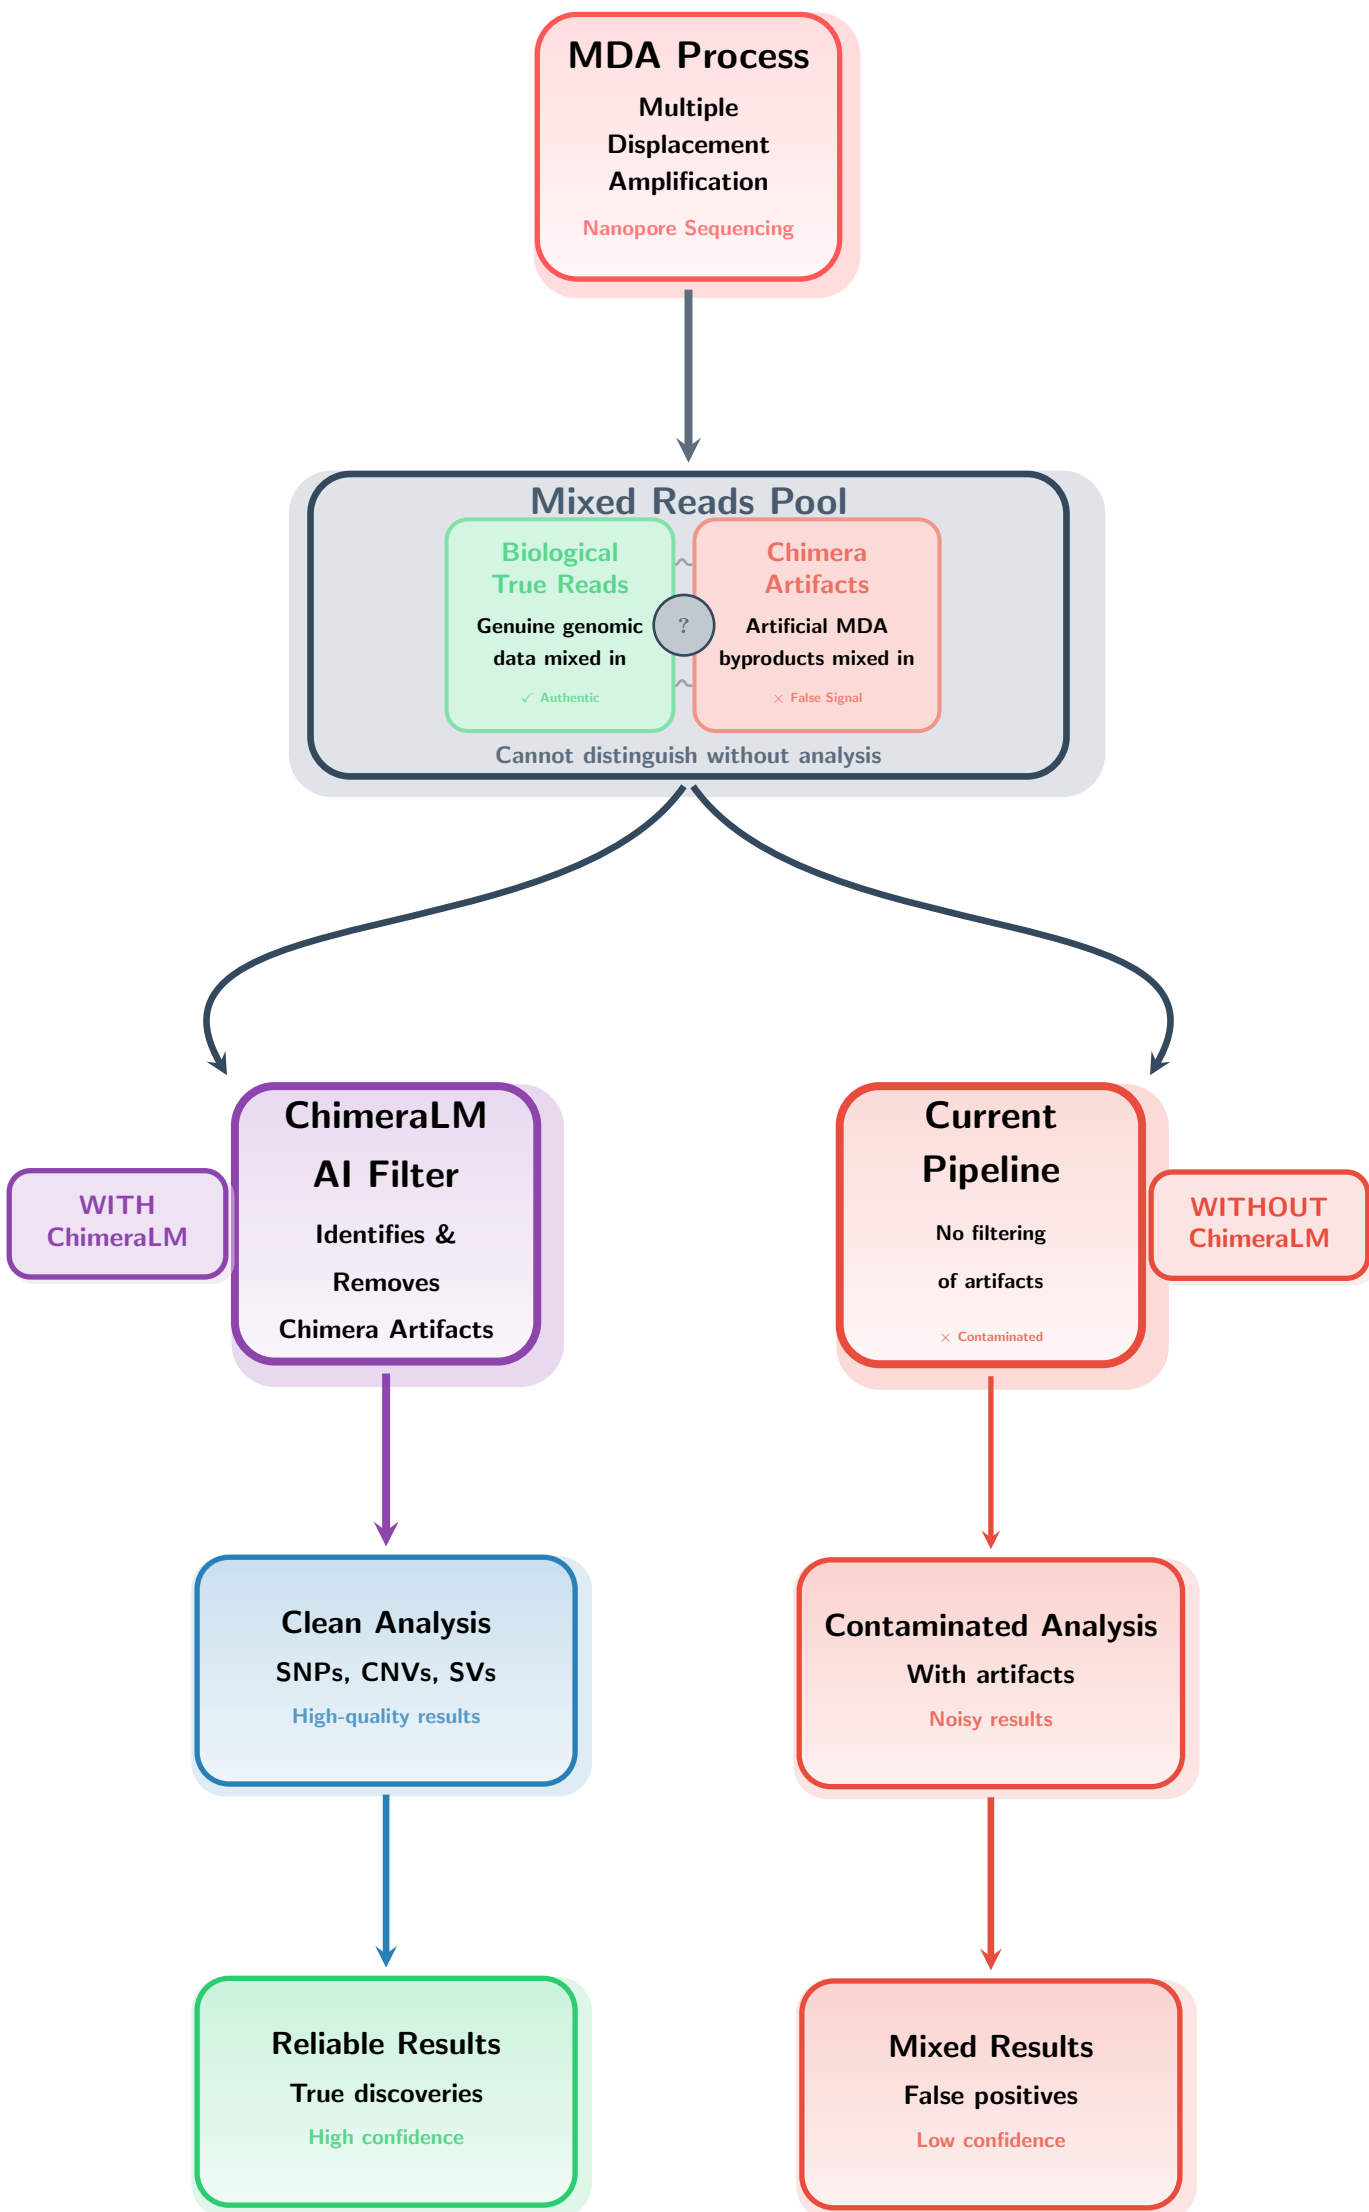 MDA Process
Multiple
Displacement
Amplification
Nanopore Sequencing
Mixed Reads Pool
Biological
True Reads
Genuine genomic
data mixed in
✓ Authentic
?
Chimera
Artifacts
Artificial MDA
byproducts mixed in
× False Signal
Cannot distinguish without analysis
WITH
ChimeraLM
ChimeraLM
AI Filter
Identifies &
Removes
Chimera Artifacts
Current
Pipeline
No filtering
of artifacts
× Contaminated
WITHOUT
ChimeraLM
Clean Analysis
SNPs, CNVs, SVs
High-quality results
Contaminated Analysis
With artifacts
Noisy results
Reliable Results
True discoveries
High confidence
Mixed Results
False positives
Low confidence